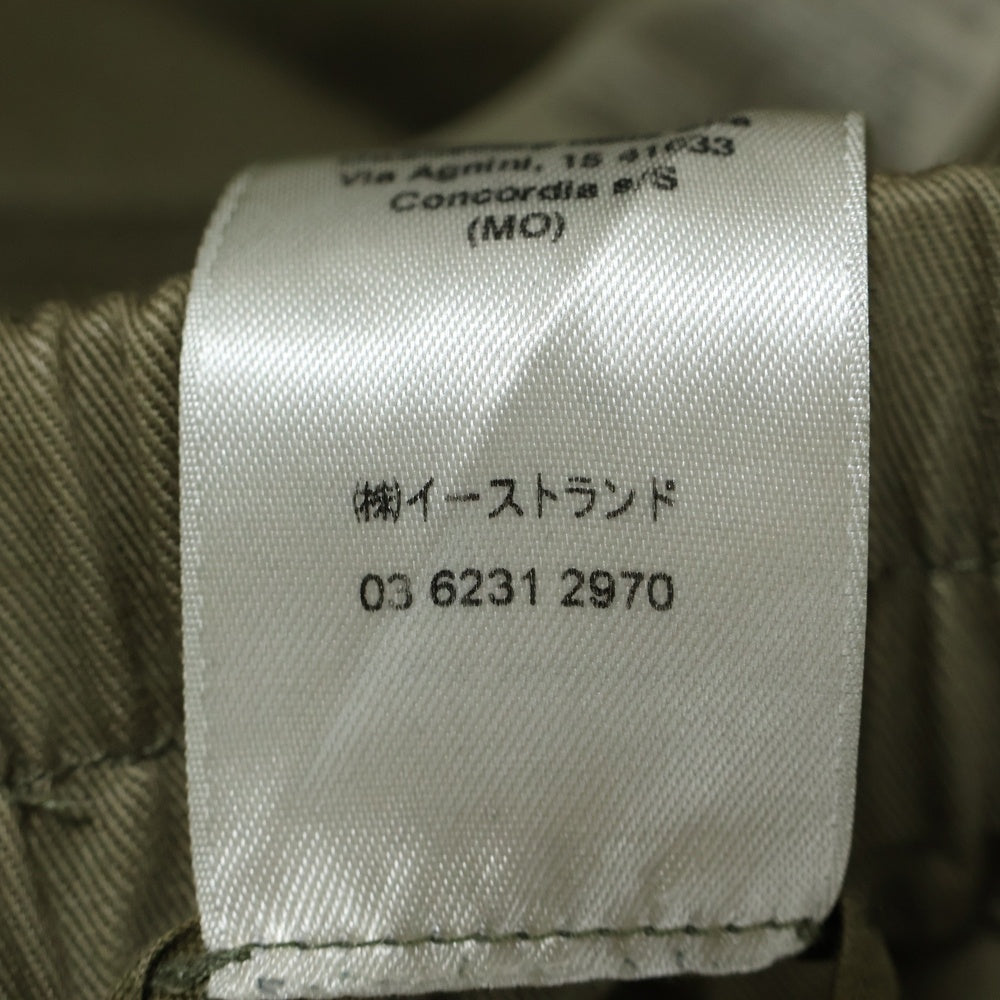 Via Agnini, 15 41033
Concordia s/S
(MO)
㈱イーストランド
03 6231 2970